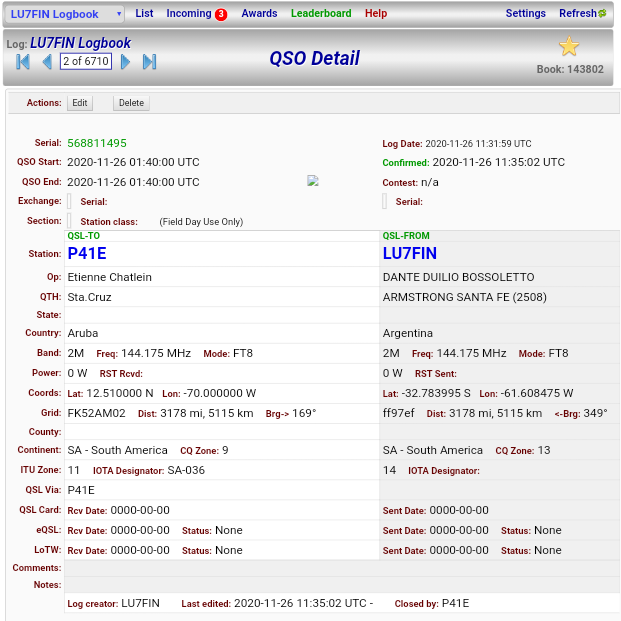 LU7FIN Logbook List Incoming 3 Awards Leaderboard Help Settings Refresh
Log: LU7FIN Logbook
2 of 6710
QSO Detail
Book: 143802
Actions: Edit Delete
Serial: 568811495 Log Date: 2020-11-26 11:31:59 UTC
QSO Start: 2020-11-26 01:40:00 UTC Confirmed: 2020-11-26 11:35:02 UTC
QSO End: 2020-11-26 01:40:00 UTC Contest: n/a
Exchange: Serial: Serial:
Section: Station class: (Field Day Use Only)
QSL-TO QSL-FROM
Station: P41E LU7FIN
Op: Etienne Chatlein DANTE DUILIO BOSSOLETTO
QTH: Sta.Cruz ARMSTRONG SANTA FE (2508)
State:
Country: Aruba Argentina
Band: 2M Freq: 144.175 MHz Mode: FT8 2M Freq: 144.175 MHz Mode: FT8
Power: 0 W RST Rcvd: 0 W RST Sent:
Coords: Lat: 12.510000 N Lon: -70.000000 W Lat: -32.783995 S Lon: -61.608475 W
Grid: FK52AM02 Dist: 3178 mi, 5115 km Brg-> 169° ff97ef Dist: 3178 mi, 5115 km <-Brg: 349°
County:
Continent: SA - South America CQ Zone: 9 SA - South America CQ Zone: 13
ITU Zone: 11 IOTA Designator: SA-036 14 IOTA Designator:
QSL Via: P41E
QSL Card: Rcv Date: 0000-00-00 Sent Date: 0000-00-00
eQSL: Rcv Date: 0000-00-00 Status: None Sent Date: 0000-00-00 Status: None
LoTW: Rcv Date: 0000-00-00 Status: None Sent Date: 0000-00-00 Status: None
Comments:
Notes:
Log creator: LU7FIN Last edited: 2020-11-26 11:35:02 UTC - Closed by: P41E